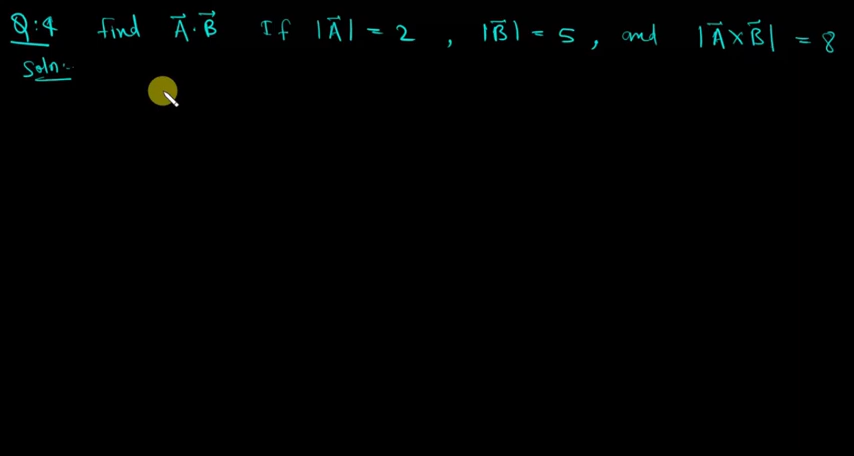 Q:4 Find A⃗·B⃗ If |A⃗| = 2 , |B⃗| = 5 , and |A⃗×B⃗| = 8
Soln:-